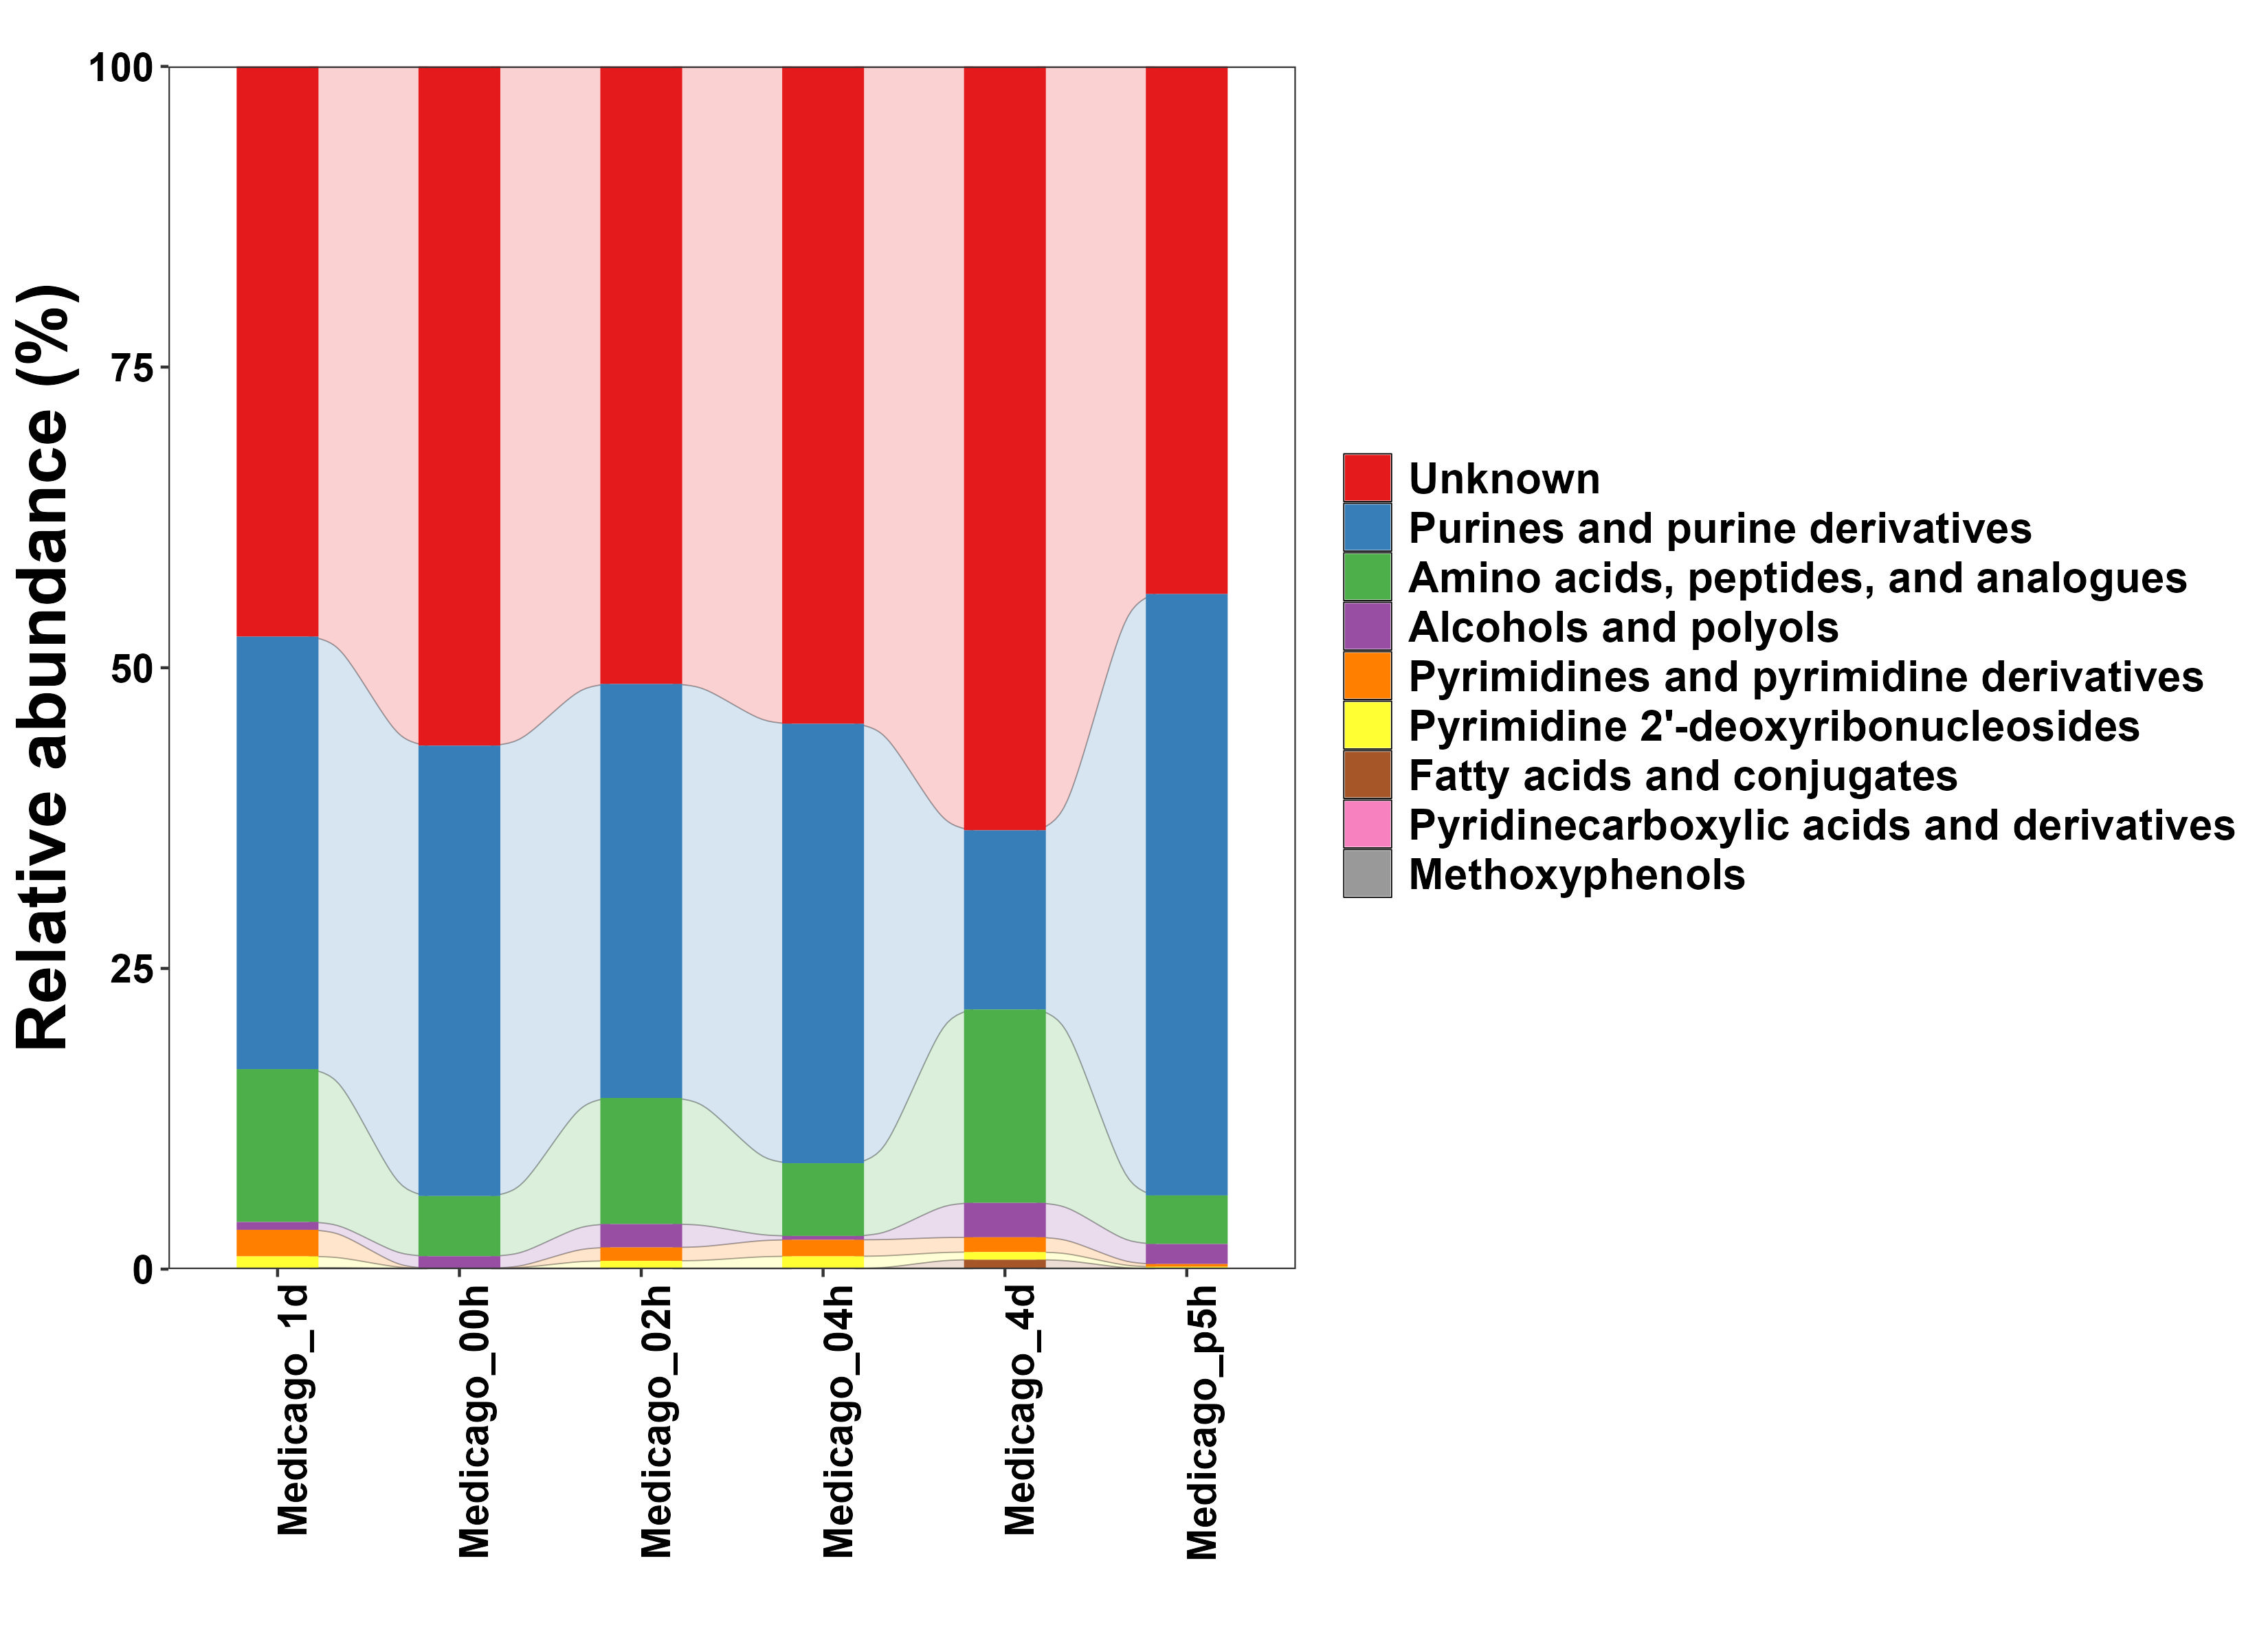 Relative abundance (%)
100
75
50
25
0
Medicago_1d
Medicago_00h
Medicago_02h
Medicago_04h
Medicago_4d
Medicago_p5h
Unknown
Purines and purine derivatives
Amino acids, peptides, and analogues
Alcohols and polyols
Pyrimidines and pyrimidine derivatives
Pyrimidine 2'-deoxyribonucleosides
Fatty acids and conjugates
Pyridinecarboxylic acids and derivatives
Methoxyphenols